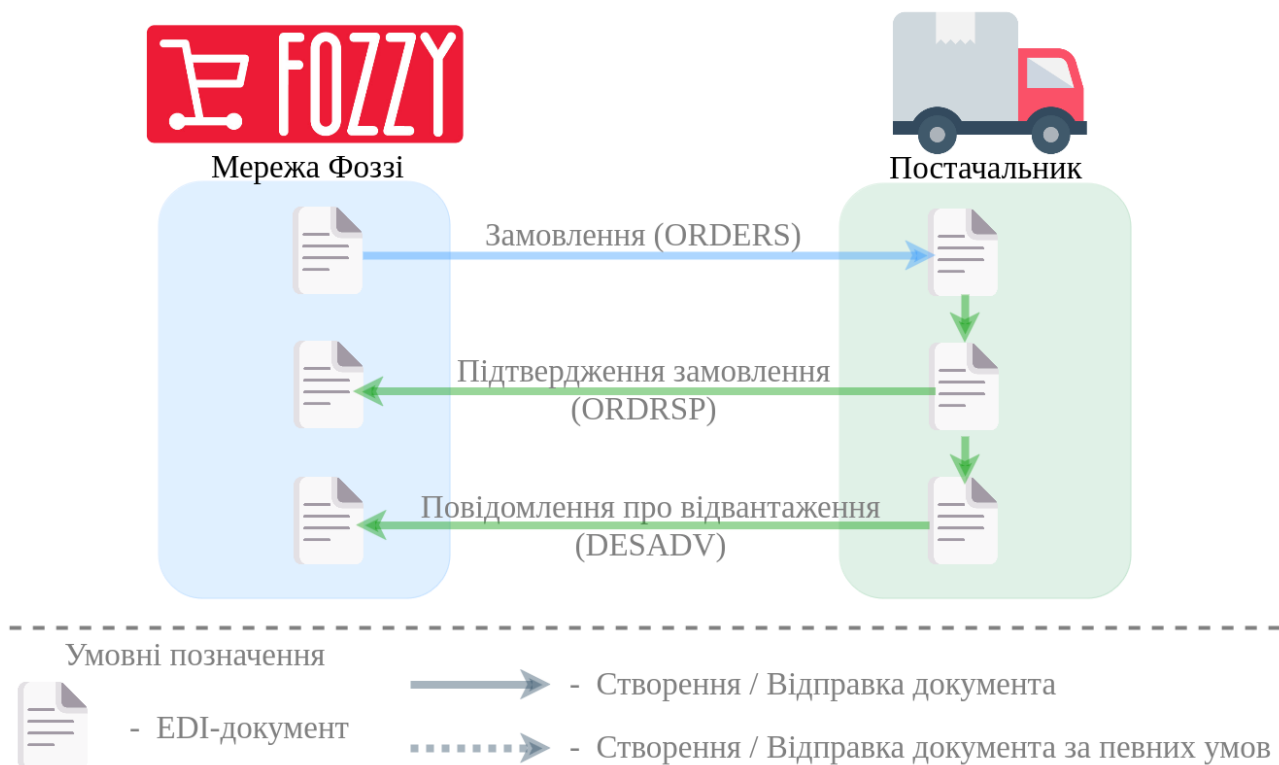 FOZZY
Мережа Фоззі
Постачальник
Замовлення (ORDERS)
Підтвердження замовлення
(ORDRSP)
Повідомлення про відвантаження
(DESADV)
Умовні позначення
- EDI-документ
- Створення / Відправка документа
- Створення / Відправка документа за певних умов